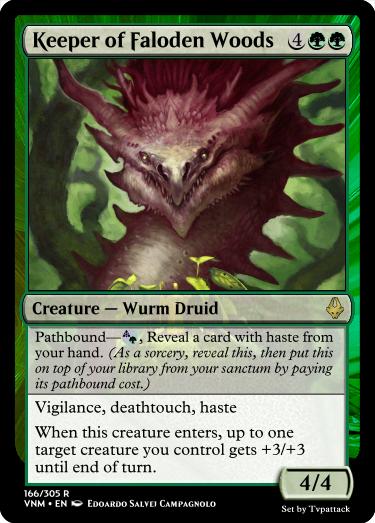 Keeper of Faloden Woods 4
Creature — Wurm Druid
Pathbound—, Reveal a card with haste from
your hand. (As a sorcery, reveal this, then put this
on top of your library from your sanctum by paying
its pathbound cost.)
Vigilance, deathtouch, haste
When this creature enters, up to one
target creature you control gets +3/+3
until end of turn.
4/4
166/305 R
VNM • EN Edoardo Salvei Campagnolo
Set by Tvpattack